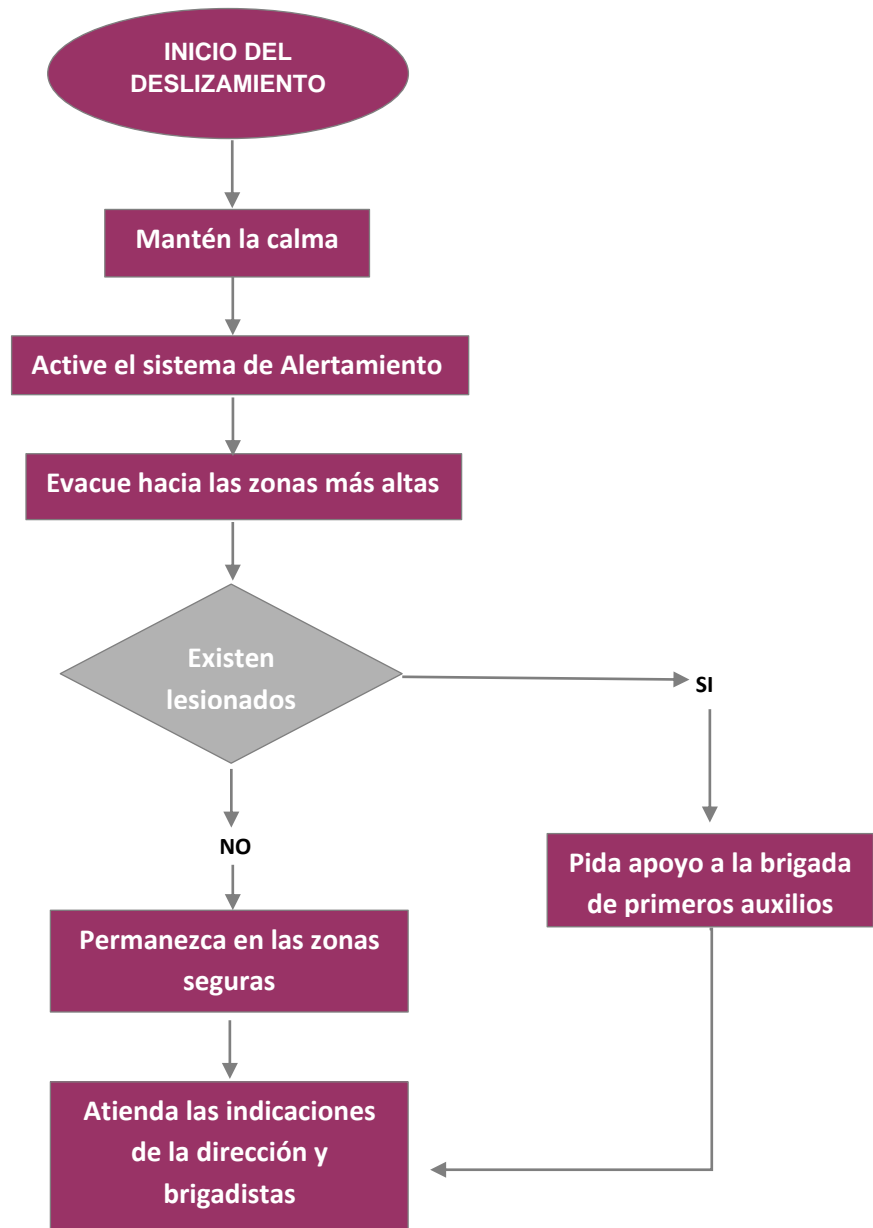 INICIO DEL
DESLIZAMIENTO
Mantén la calma
Active el sistema de Alertamiento
Evacue hacia las zonas más altas
Existen
lesionados
SI
NO
Pida apoyo a la brigada
de primeros auxilios
Permanezca en las zonas
seguras
Atienda las indicaciones
de la dirección y
brigadistas